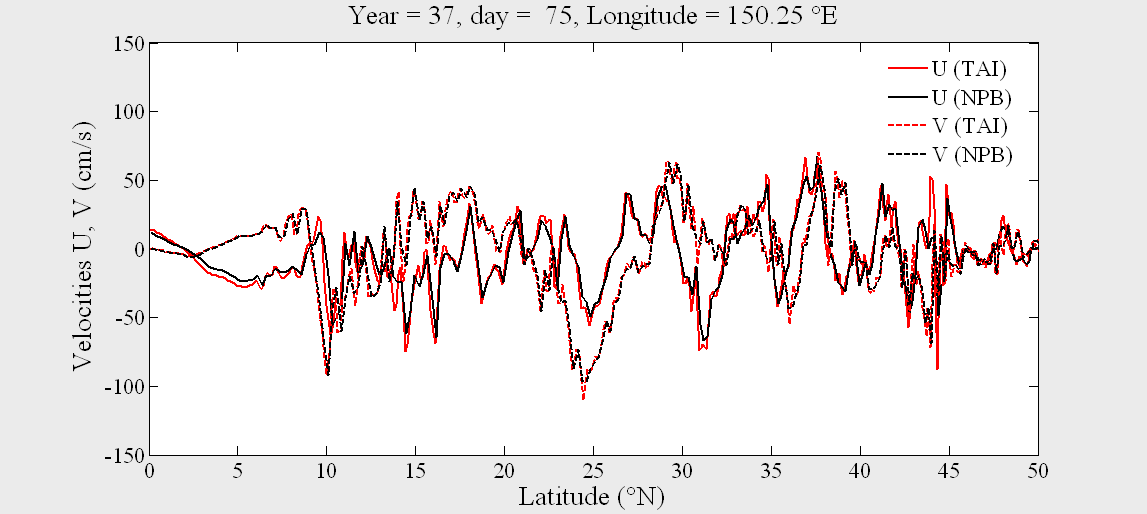 Year = 37, day =  75, Longitude = 150.25 °E
150
100
50
0
-50
-100
-150
Velocities U, V (cm/s)
U (TAI)
U (NPB)
V (TAI)
V (NPB)
0 5 10 15 20 25 30 35 40 45 50
Latitude (°N)